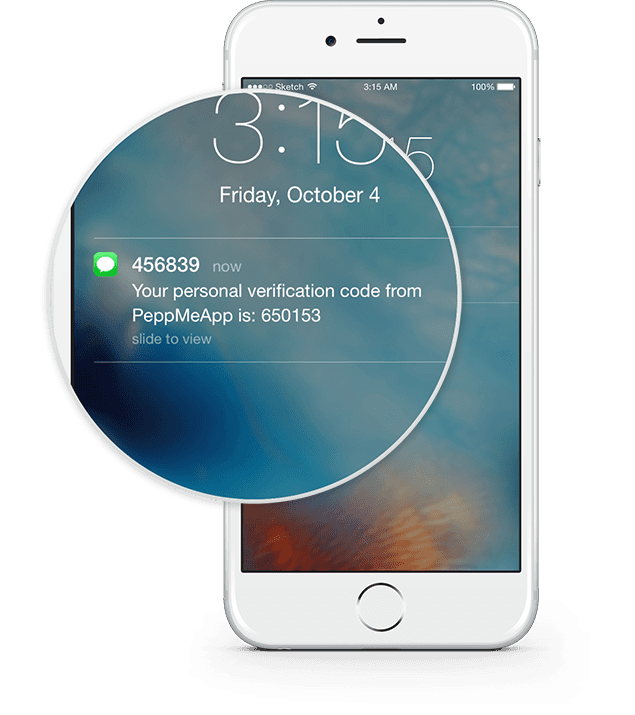 Sketch 3:15 AM 100%
3:15
Friday, October 4
456839 now
Your personal verification code from
PeppMeApp is: 650153
slide to view